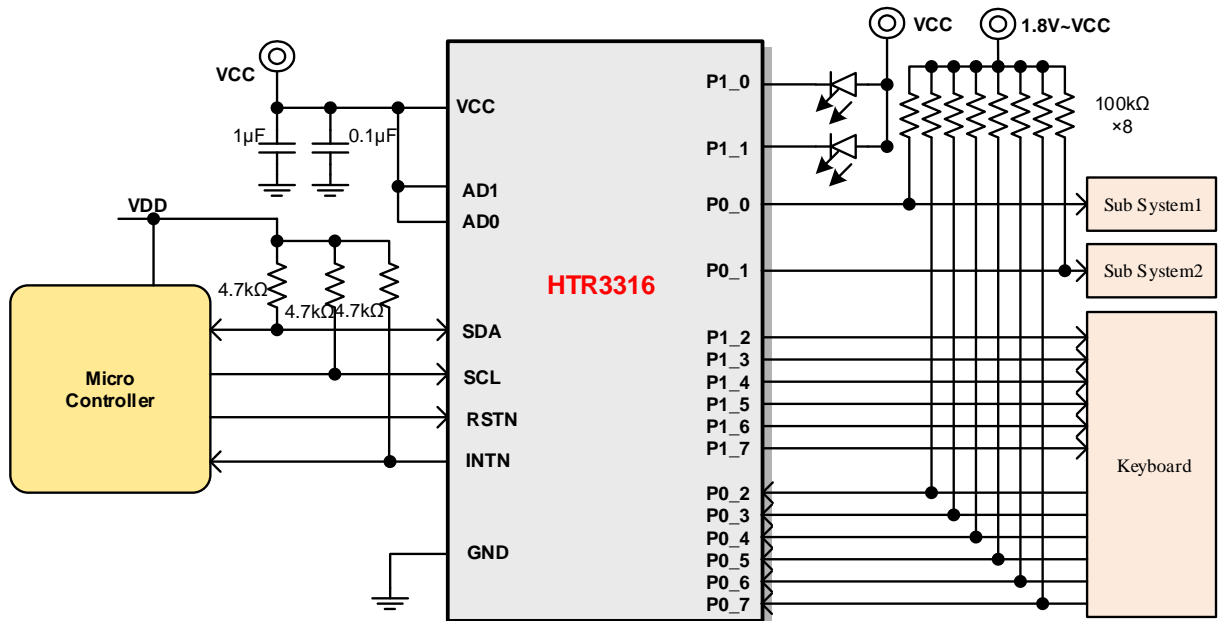 VCC
1.8V~VCC
VCC
P1_0
VCC
100kΩ
×8
1µF
0.1µF
P1_1
AD1
P0_0
Sub System1
VDD
AD0
P0_1
Sub System2
HTR3316
4.7kΩ
4.7kΩ
4.7kΩ
SDA
P1_2
P1_3
Micro
Controller
SCL
P1_4
P1_5
RSTN
P1_6
P1_7
INTN
Keyboard
P0_2
P0_3
P0_4
GND
P0_5
P0_6
P0_7